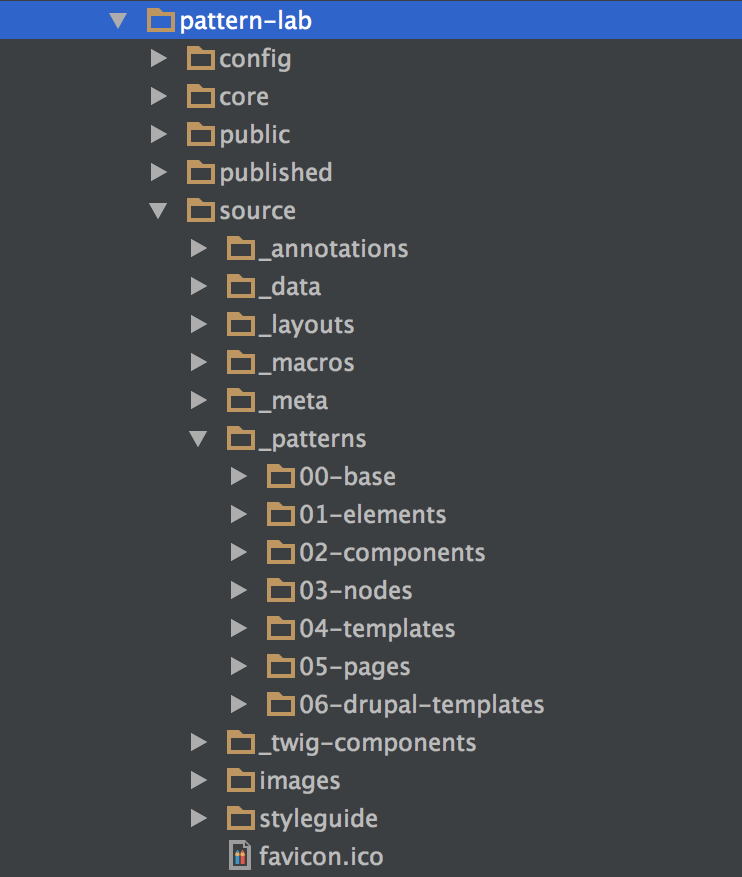 pattern-lab
config
core
public
published
source
_annotations
_data
_layouts
_macros
_meta
_patterns
00-base
01-elements
02-components
03-nodes
04-templates
05-pages
06-drupal-templates
_twig-components
images
styleguide
favicon.ico